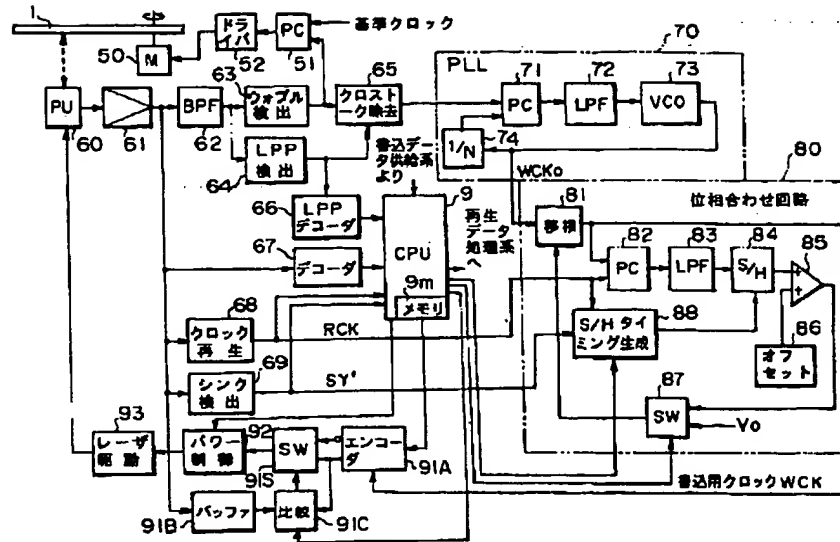 1
ドライバ
52
PC
51
基準クロック
M
50
PU
60
61
BPF
62
63
ウォブル検出
65
クロストーク除去
LPP検出
64
書込データ供給系より
70
PLL
71
PC
72
LPF
73
VCO
1/N
74
WCKo
80
位相合わせ回路
66
LPPデコーダ
67
デコーダ
9
CPU
9m
メモリ
再生データ処理系へ
81
移相
82
PC
83
LPF
84
S/H
85
+
+
86
オフセット
68
クロック再生
RCK
88
S/Hタイミング生成
69
シンク検出
SY'
87
SW
Vo
93
レーザ駆動
92
パワー制御
SW
91S
エンコーダ
91A
書込用クロックWCK
91B
バッファ
比較
91C